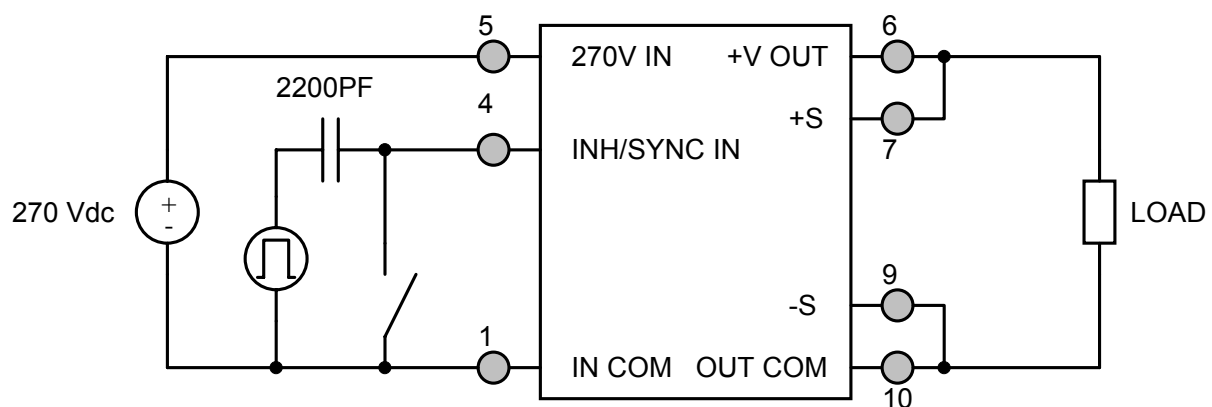 5
6
270V IN
+V OUT
2200PF
4
+S
INH/SYNC IN
7
270 Vdc
+
-
LOAD
9
-S
1
IN COM
OUT COM
10